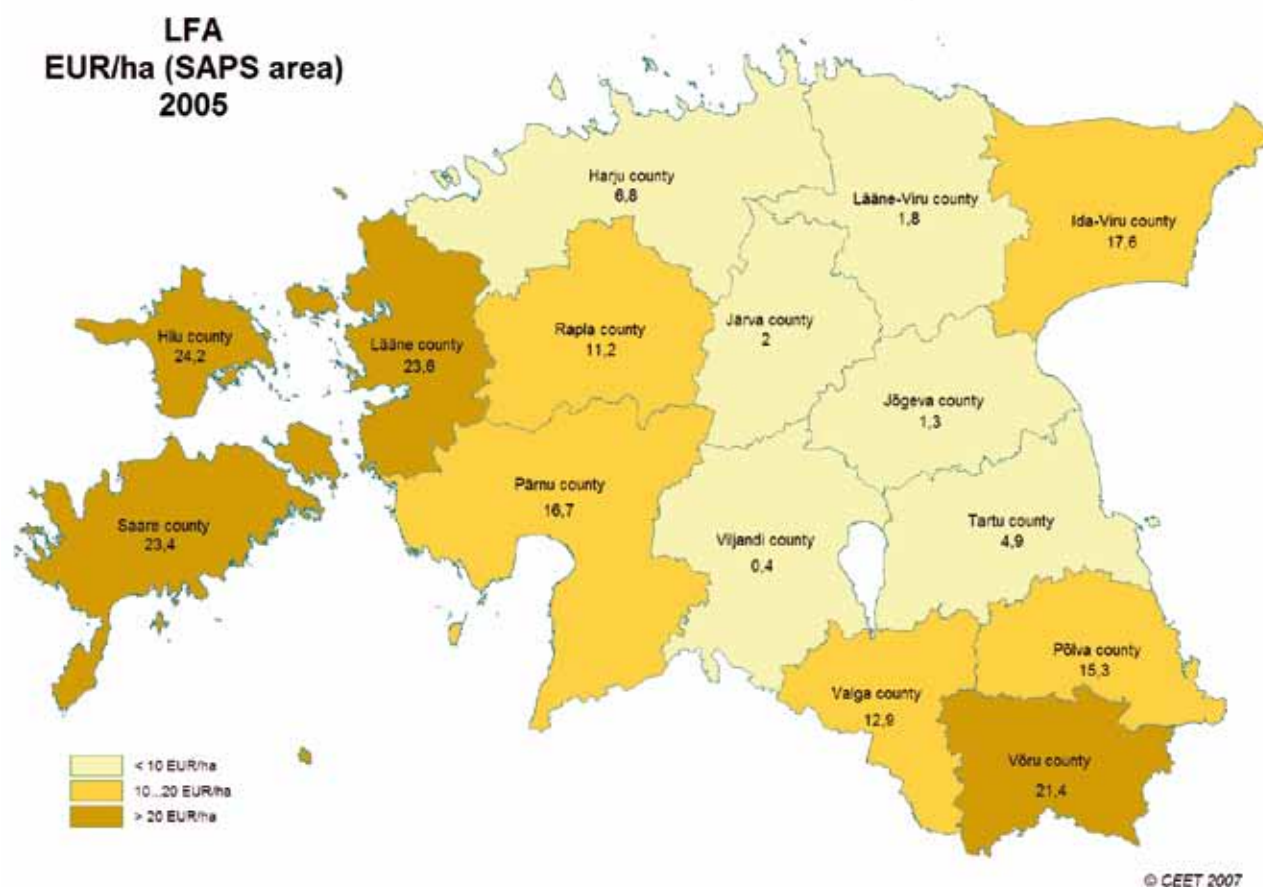 LFA
EUR/ha (SAPS area)
2005
Harju county
6,8
Lääne-Viru county
1,8
Ida-Viru county
17,6
Hiiu county
24,2
Lääne county
23,6
Rapla county
11,2
Järva county
2
Jõgeva county
1,3
Saare county
23,4
Pärnu county
16,7
Viljandi county
0,4
Tartu county
4,9
Valga county
12,9
Põlva county
15,3
Võru county
21,4
< 10 EUR/ha
10...20 EUR/ha
> 20 EUR/ha
© CEET 2007